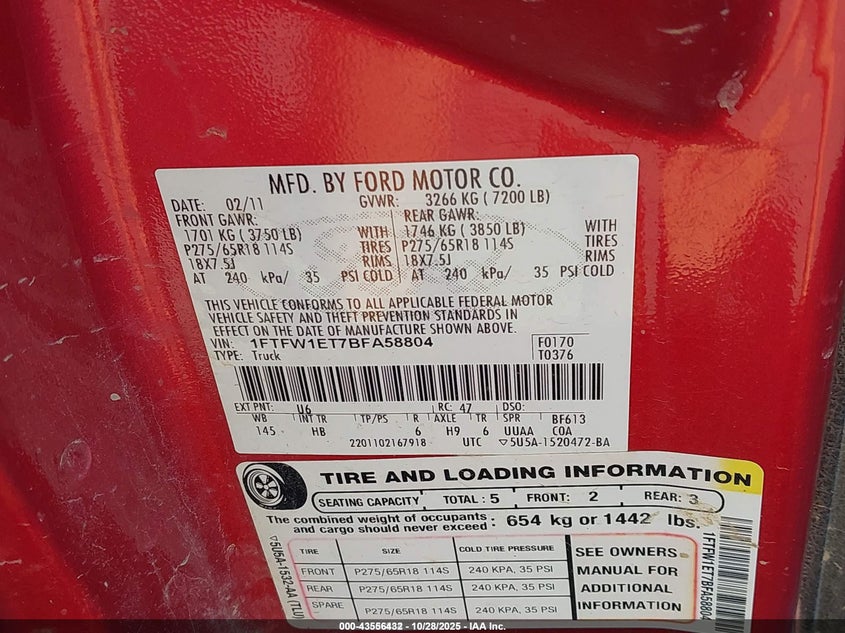 MFD. BY FORD MOTOR CO.
DATE: 02/11 GVWR: 3266 KG ( 7200 LB)
FRONT GAWR: REAR GAWR:
1701 KG ( 3750 LB) WITH 1746 KG ( 3850 LB) WITH
P275/65R18 114S TIRES P275/65R18 114S TIRES
18X7.5J RIMS 18X7.5J RIMS
AT 240 kPa/ 35 PSI COLD AT 240 kPa/ 35 PSI COLD
THIS VEHICLE CONFORMS TO ALL APPLICABLE FEDERAL MOTOR
VEHICLE SAFETY AND THEFT PREVENTION STANDARDS IN
EFFECT ON THE DATE OF MANUFACTURE SHOWN ABOVE.
VIN: 1FTFW1ET7BFA58804 F0170
TYPE: Truck T0376
EXT PNT: U6 RC: 47 DSO:
WB INT TR TP/PS R AXLE TR SPR BF613
145 HB 6 H9 6 UUAA COA
2201102167918 UTC ▽5U5A-1520472-BA
TIRE AND LOADING INFORMATION
SEATING CAPACITY TOTAL : 5 FRONT: 2 REAR: 3
The combined weight of occupants and cargo should never exceed : 654 kg or 1442 lbs.
TIRE SIZE COLD TIRE PRESSURE
FRONT P275/65R18 114S 240 KPA, 35 PSI
REAR P275/65R18 114S 240 KPA, 35 PSI
SPARE P275/65R18 114S 240 KPA, 35 PSI
SEE OWNERS
MANUAL FOR
ADDITIONAL
INFORMATION
▽5U5A-1532-AA (TLU)
1FTFW1ET7BFA58804
000-43556432 - 10/28/2025 - IAA Inc.